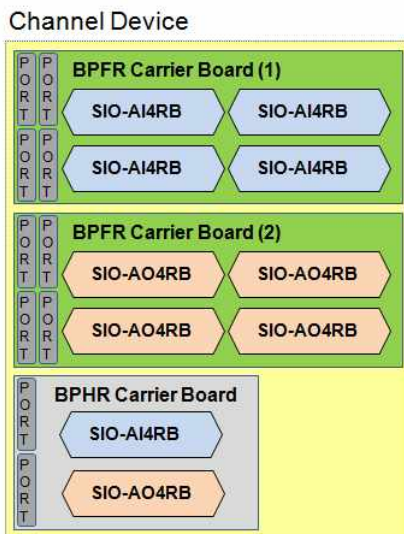 Channel Device
PORT PORT
BPFR Carrier Board (1)
SIO-AI4RB SIO-AI4RB
PORT PORT
SIO-AI4RB SIO-AI4RB
PORT PORT
BPFR Carrier Board (2)
SIO-AO4RB SIO-AO4RB
PORT PORT
SIO-AO4RB SIO-AO4RB
PORT
BPHR Carrier Board
SIO-AI4RB
PORT
SIO-AO4RB